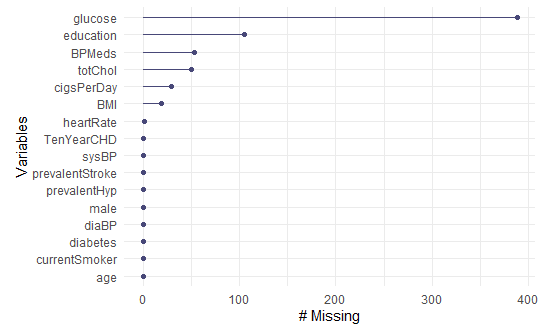 glucose
education
BPMeds
totChol
cigsPerDay
BMI
heartRate
TenYearCHD
sysBP
prevalentStroke
prevalentHyp
male
diaBP
diabetes
currentSmoker
age
Variables
0 100 200 300 400
# Missing